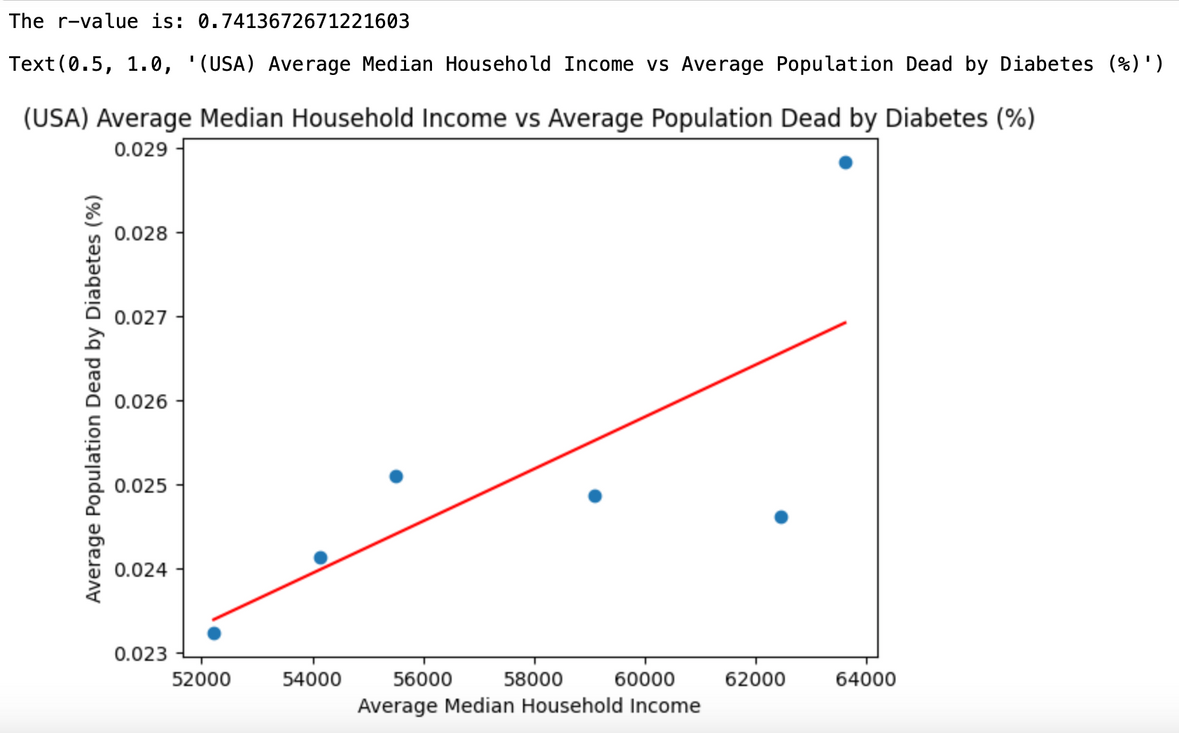 The r-value is: 0.7413672671221603
Text(0.5, 1.0, '(USA) Average Median Household Income vs Average Population Dead by Diabetes (%)')
(USA) Average Median Household Income vs Average Population Dead by Diabetes (%)
Average Population Dead by Diabetes (%)
0.029
0.028
0.027
0.026
0.025
0.024
0.023
52000 54000 56000 58000 60000 62000 64000
Average Median Household Income